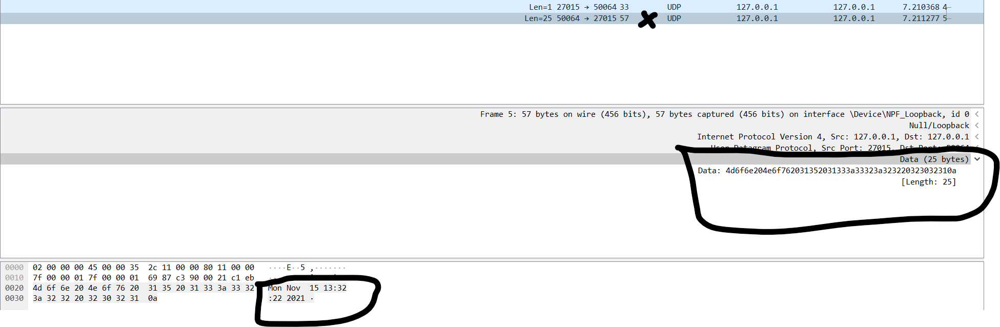 Len=1 27015 → 50064 33 UDP 127.0.0.1 127.0.0.1 7.210368 4
Len=25 50064 → 27015 57 UDP 127.0.0.1 127.0.0.1 7.211277 5
Frame 5: 57 bytes on wire (456 bits), 57 bytes captured (456 bits) on interface \Device\NPF_Loopback, id 0
Null/Loopback
Internet Protocol Version 4, Src: 127.0.0.1, Dst: 127.0.0.1
User Datagram Protocol, Src Port: 27015, Dst Port: 50064
Data (25 bytes)
Data: 4d6f6e204e6f762031352031333a33323a323220323032310a
[Length: 25]
0000 02 00 00 00 45 00 00 35 2c 11 00 00 80 11 00 00 ····E··5 ,·······
0010 7f 00 00 01 7f 00 00 01 69 87 c3 90 00 21 c1 eb
0020 4d 6f 6e 20 4e 6f 76 20 31 35 20 31 33 3a 33 32 Mon Nov 15 13:32
0030 3a 32 32 20 32 30 32 31 0a :22 2021 ·